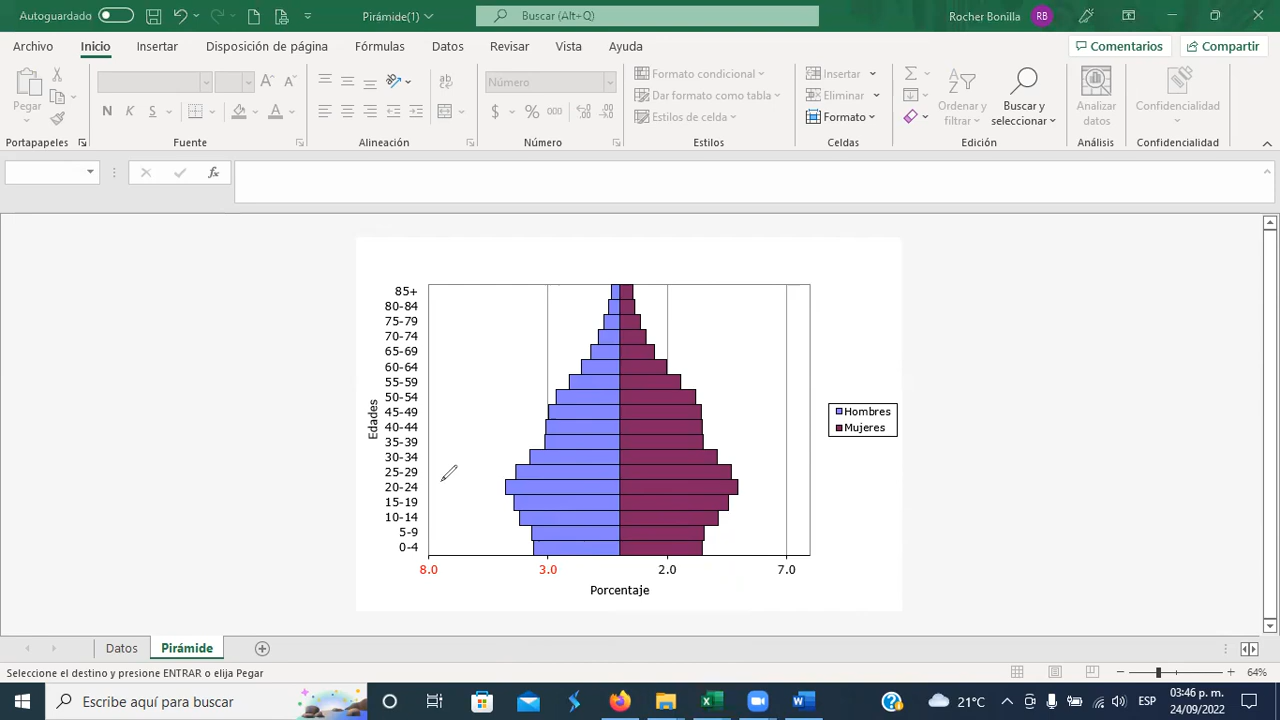 Autoguardado
Pirámide(1)
Buscar (Alt+Q)
Rocher Bonilla
RB
Archivo
Inicio
Insertar
Disposición de página
Fórmulas
Datos
Revisar
Vista
Ayuda
Comentarios
Compartir
Pegar
N K S
A
A A
ab
Número
$ % 000
Formato condicional
Dar formato como tabla
Estilos de celda
Insertar
Eliminar
Formato
Ordenar y filtrar
Buscar y seleccionar
Analizar datos
Confidencialidad
Portapapeles
Fuente
Alineación
Número
Estilos
Celdas
Edición
Análisis
Confidencialidad
fx
85+
80-84
75-79
70-74
65-69
60-64
55-59
50-54
45-49
40-44
35-39
30-34
25-29
20-24
15-19
10-14
5-9
0-4
Edades
Hombres
Mujeres
8.0 3.0 2.0 7.0
Porcentaje
Datos
Pirámide
Seleccione el destino y presione ENTRAR o elija Pegar
64%
Escribe aquí para buscar
21°C
ESP
03:46 p. m.
24/09/2022